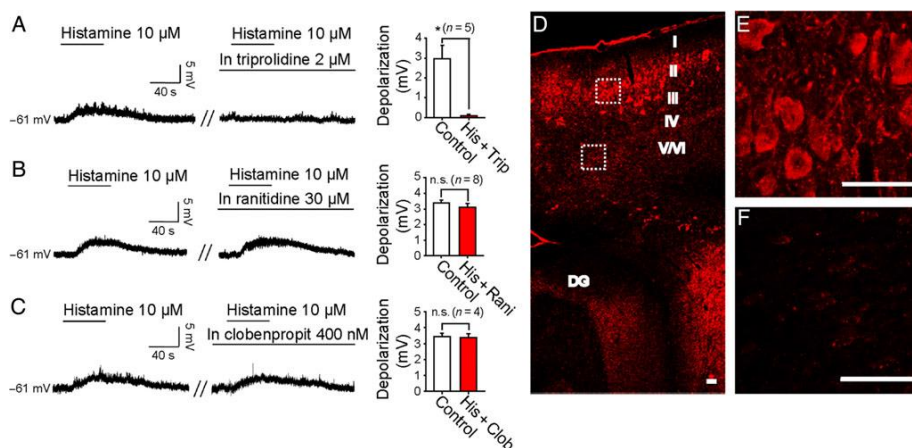 A
Histamine 10 μM
Histamine 10 μM
In triprolidine 2 μM
5 mV
40 s
−61 mV
//
Depolarization (mV)
4
3
2
1
0
* (n = 5)
Control
His + Trip
B
Histamine 10 μM
Histamine 10 μM
In ranitidine 30 μM
5 mV
40 s
−61 mV
//
Depolarization (mV)
5
4
3
2
1
0
n.s. (n = 8)
Control
His + Rani
C
Histamine 10 μM
Histamine 10 μM
In clobenpropit 400 nM
5 mV
40 s
−61 mV
//
Depolarization (mV)
5
4
3
2
1
0
n.s. (n = 4)
Control
His + Clob
D
I
II
III
IV
V/VI
DG
E
F